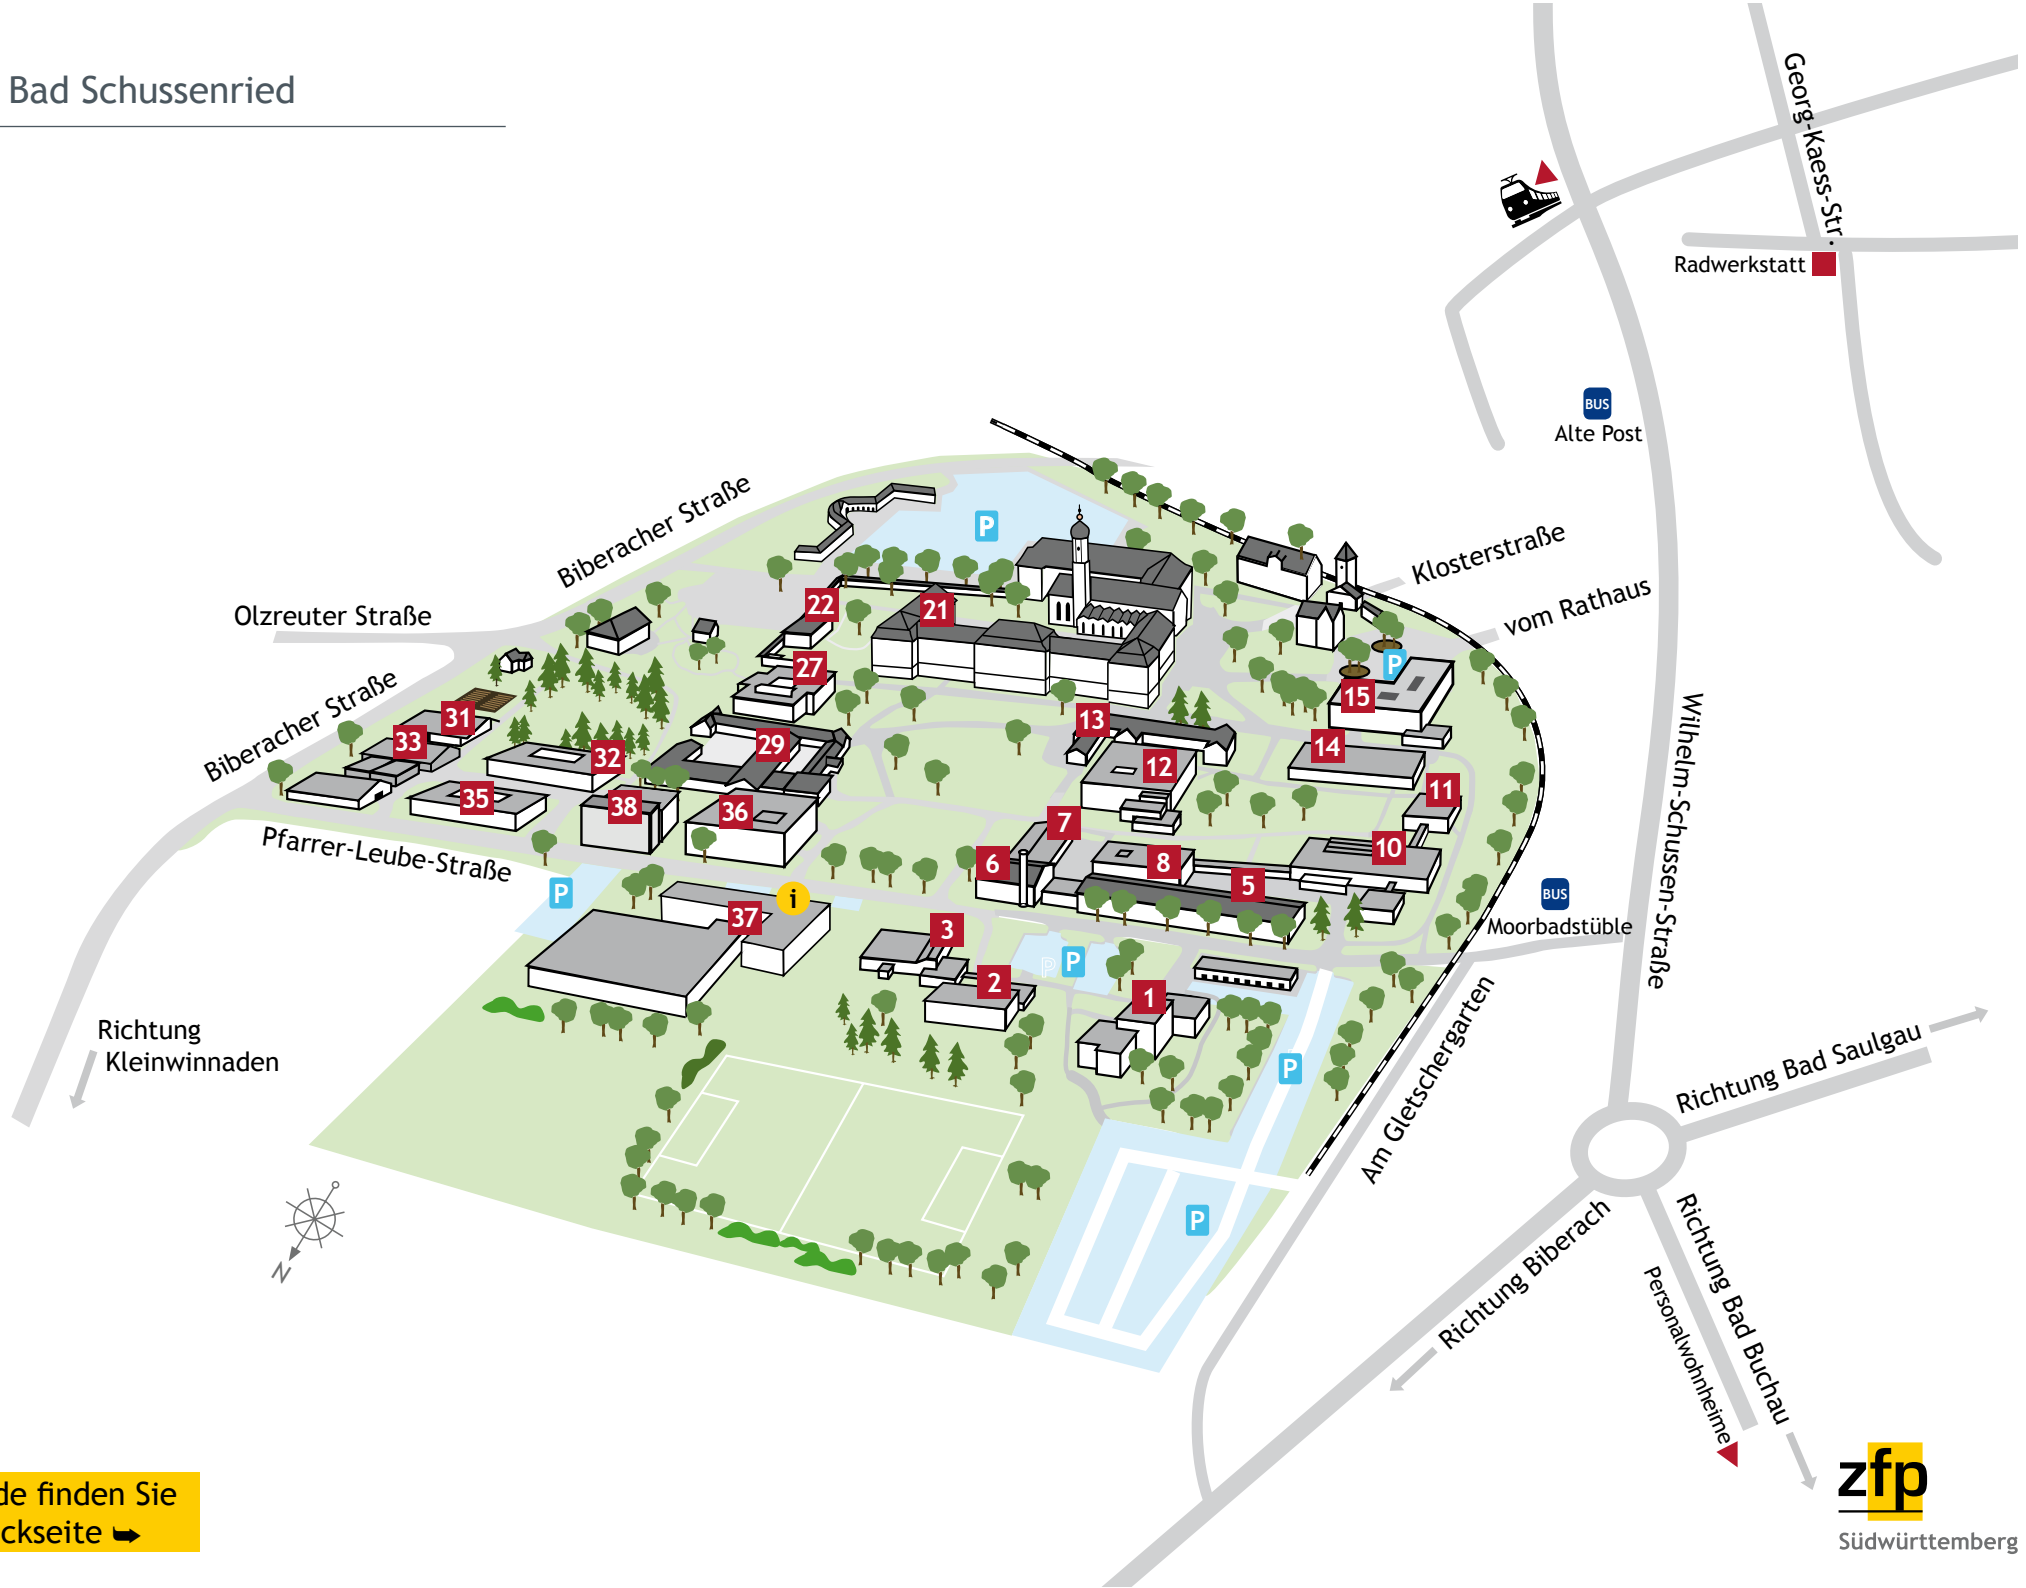 Bad Schussenried
Georg-Kaess-Str.
Radwerkstatt
BUS
Alte Post
Biberacher Straße
P
Klosterstraße
vom Rathaus
Olzreuter Straße
22
21
27
P
15
Biberacher Straße
31
33
32
29
13
14
12
11
35
38
36
7
10
Wilhelm-Schussen-Straße
Pfarrer-Leube-Straße
6
8
5
P
i
37
BUS
Moorbadstüble
3
P
P
2
1
Richtung
Kleinwinnaden
P
Am Gletschergarten
Richtung Bad Saulgau
P
N
Richtung Biberach
Richtung Bad Buchau
Personalwohnheime
de finden Sie
ckseite
zfp
Südwürttemberg